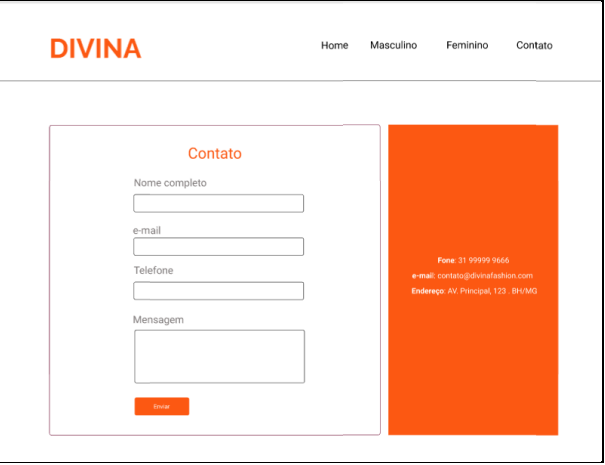 DIVINA
Home Masculino Feminino Contato
Contato
Nome completo
e-mail
Telefone
Mensagem
Enviar
Fone: 31 99999 9666
e-mail: contato@divinafashion.com
Endereço: AV. Principal, 123 . BH/MG